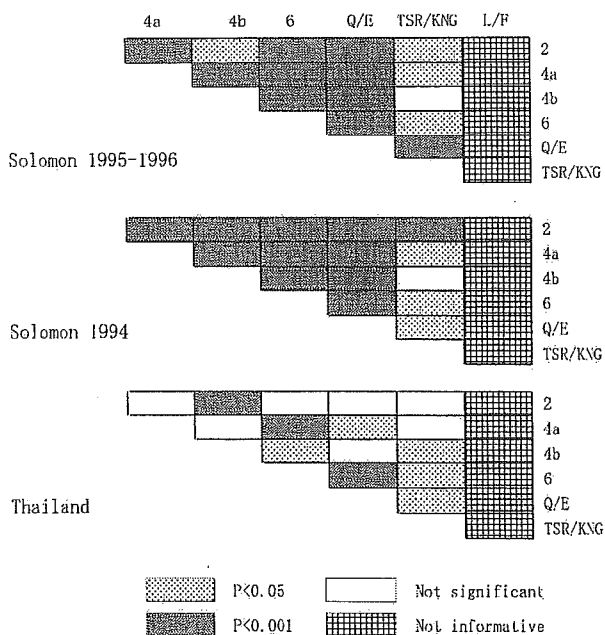 4a 4b 6 Q/E TSR/KNG L/F
2
4a
4b
6
Q/E
Solomon 1995-1996
TSR/KNG
2
4a
4b
6
Q/E
Solomon 1994
TSR/KNG
2
4a
4b
6
Q/E
Thailand
TSR/KNG
P<0.05 Not significant
P<0.001 Not informative